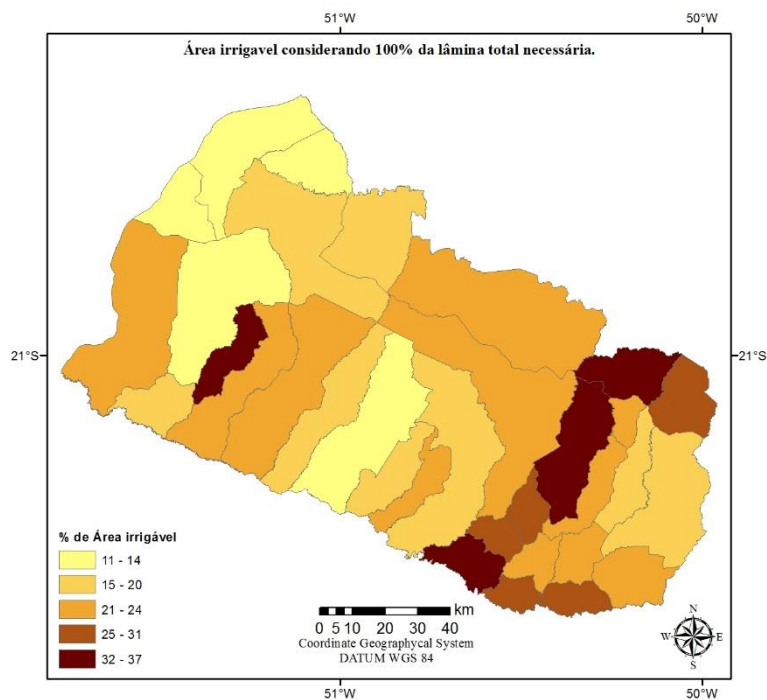 51°W 50°W
Área irrigavel considerando 100% da lâmina total necessária.
21°S 21°S
% de Área irrigável
11 - 14
15 - 20
21 - 24
25 - 31
32 - 37
km
0 5 10 20 30 40
Coordinate Geographycal System
DATUM WGS 84
N
W E
S
51°W 50°W